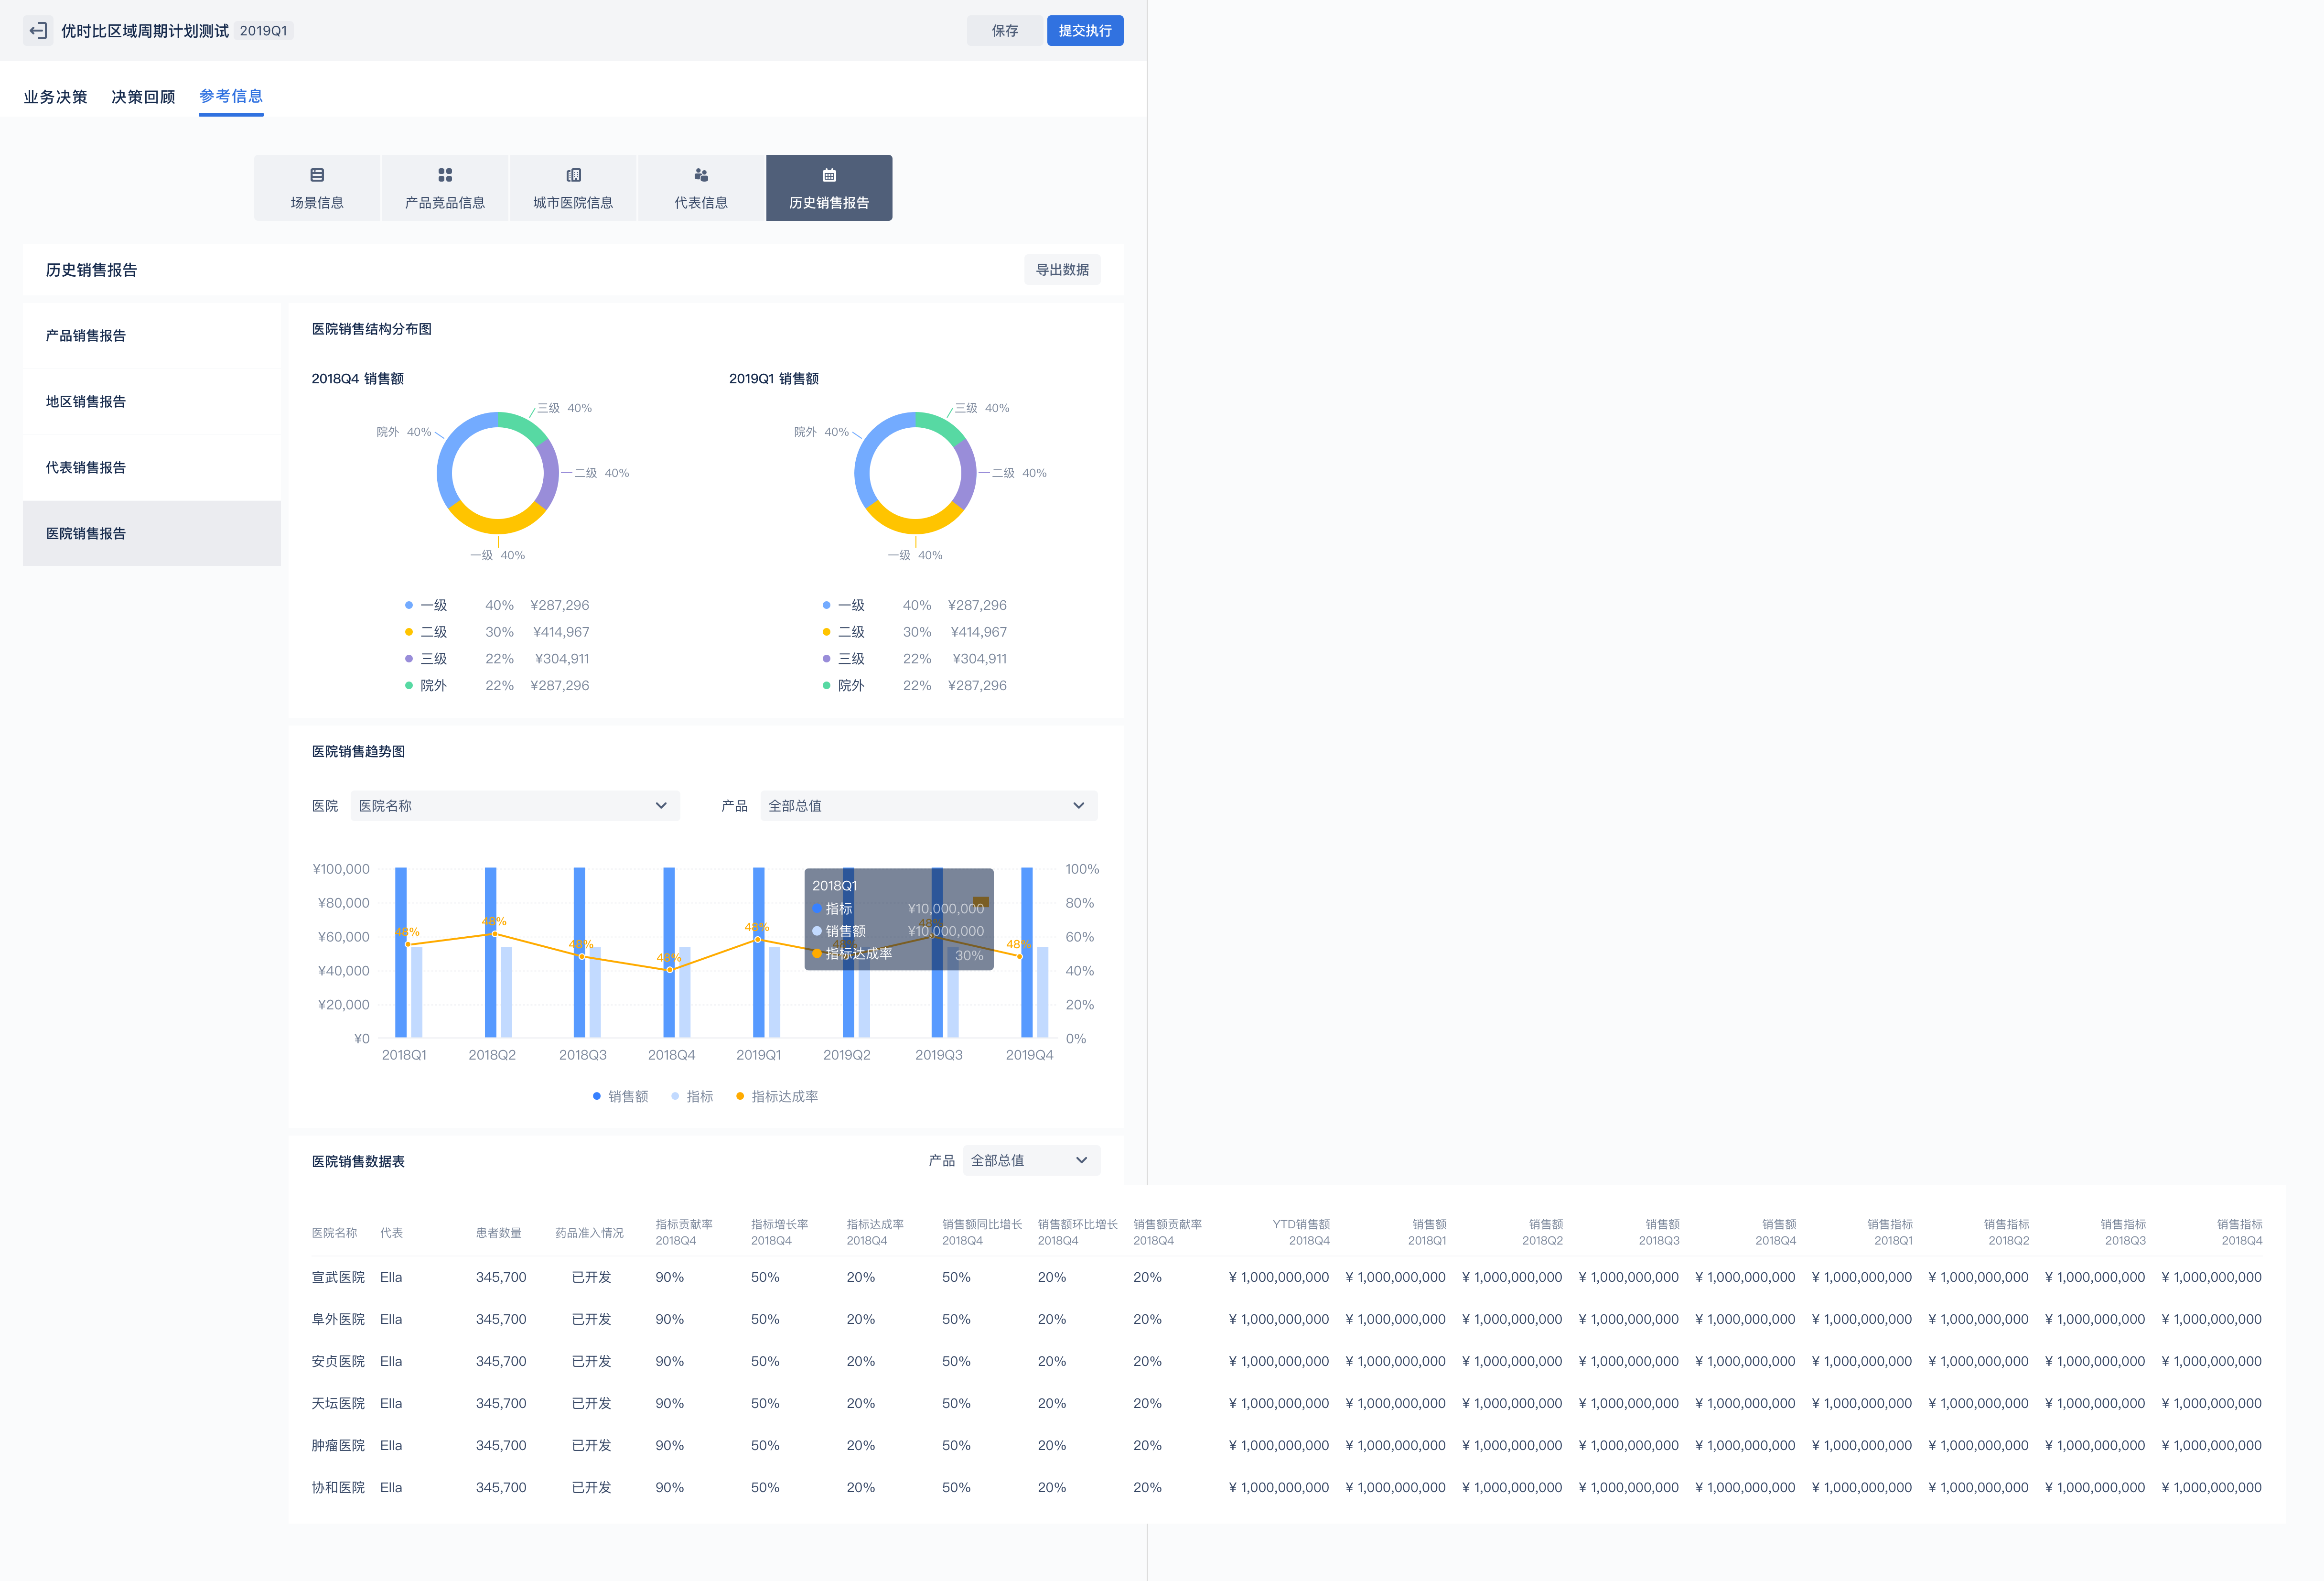 优时比区域周期计划测试 2019Q1 保存 提交执行
业务决策 决策回顾 参考信息
场景信息 产品竞品信息 城市医院信息 代表信息 历史销售报告
历史销售报告 导出数据
产品销售报告
地区销售报告
代表销售报告
医院销售报告
医院销售结构分布图
2018Q4 销售额
三级 40%
院外 40%
二级 40%
一级 40%
一级 40% ¥287,296
二级 30% ¥414,967
三级 22% ¥304,911
院外 22% ¥287,296
2019Q1 销售额
三级 40%
院外 40%
二级 40%
一级 40%
一级 40% ¥287,296
二级 30% ¥414,967
三级 22% ¥304,911
院外 22% ¥287,296
医院销售趋势图
医院 医院名称 产品 全部总值
¥100,000
¥80,000
¥60,000
¥40,000
¥20,000
¥0
48% 48% 48% 48% 48% 48% 48% 48%
2018Q1
指标 ¥10,000,000
销售额 ¥10,000,000
指标达成率 30%
100%
80%
60%
40%
20%
0%
2018Q1 2018Q2 2018Q3 2018Q4 2019Q1 2019Q2 2019Q3 2019Q4
销售额 指标 指标达成率
医院销售数据表 产品 全部总值
医院名称 代表 患者数量 药品准入情况 指标贡献率 指标增长率 指标达成率 销售额同比增长 销售额环比增长 销售额贡献率 YTD销售额 销售额 销售额 销售额 销售额 销售指标 销售指标 销售指标 销售指标
2018Q4 2018Q4 2018Q4 2018Q4 2018Q4 2018Q4 2018Q4 2018Q1 2018Q2 2018Q3 2018Q4 2018Q1 2018Q2 2018Q3 2018Q4
宣武医院 Ella 345,700 已开发 90% 50% 20% 50% 20% 20% ¥ 1,000,000,000 ¥ 1,000,000,000 ¥ 1,000,000,000 ¥ 1,000,000,000 ¥ 1,000,000,000 ¥ 1,000,000,000 ¥ 1,000,000,000 ¥ 1,000,000,000 ¥ 1,000,000,000
阜外医院 Ella 345,700 已开发 90% 50% 20% 50% 20% 20% ¥ 1,000,000,000 ¥ 1,000,000,000 ¥ 1,000,000,000 ¥ 1,000,000,000 ¥ 1,000,000,000 ¥ 1,000,000,000 ¥ 1,000,000,000 ¥ 1,000,000,000 ¥ 1,000,000,000
安贞医院 Ella 345,700 已开发 90% 50% 20% 50% 20% 20% ¥ 1,000,000,000 ¥ 1,000,000,000 ¥ 1,000,000,000 ¥ 1,000,000,000 ¥ 1,000,000,000 ¥ 1,000,000,000 ¥ 1,000,000,000 ¥ 1,000,000,000 ¥ 1,000,000,000
天坛医院 Ella 345,700 已开发 90% 50% 20% 50% 20% 20% ¥ 1,000,000,000 ¥ 1,000,000,000 ¥ 1,000,000,000 ¥ 1,000,000,000 ¥ 1,000,000,000 ¥ 1,000,000,000 ¥ 1,000,000,000 ¥ 1,000,000,000 ¥ 1,000,000,000
肿瘤医院 Ella 345,700 已开发 90% 50% 20% 50% 20% 20% ¥ 1,000,000,000 ¥ 1,000,000,000 ¥ 1,000,000,000 ¥ 1,000,000,000 ¥ 1,000,000,000 ¥ 1,000,000,000 ¥ 1,000,000,000 ¥ 1,000,000,000 ¥ 1,000,000,000
协和医院 Ella 345,700 已开发 90% 50% 20% 50% 20% 20% ¥ 1,000,000,000 ¥ 1,000,000,000 ¥ 1,000,000,000 ¥ 1,000,000,000 ¥ 1,000,000,000 ¥ 1,000,000,000 ¥ 1,000,000,000 ¥ 1,000,000,000 ¥ 1,000,000,000